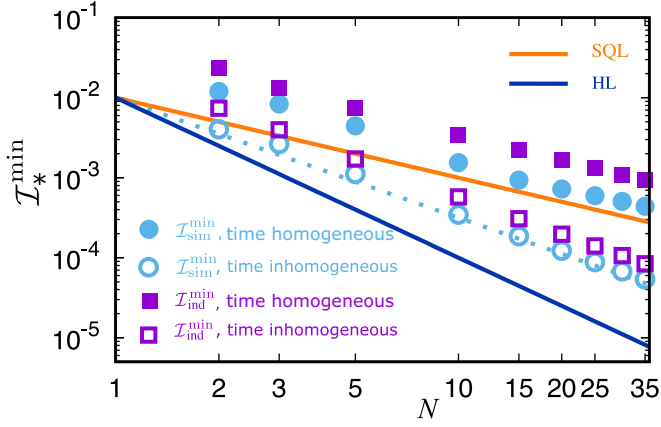 10⁻¹
10⁻²
10⁻³
10⁻⁴
10⁻⁵
𝓘_*^min
SQL
HL
𝓘_sim^min, time homogeneous
𝓘_sim^min, time inhomogeneous
𝓘_ind^min, time homogeneous
𝓘_ind^min, time inhomogeneous
1 2 3 5 10 15 20 25 35
N